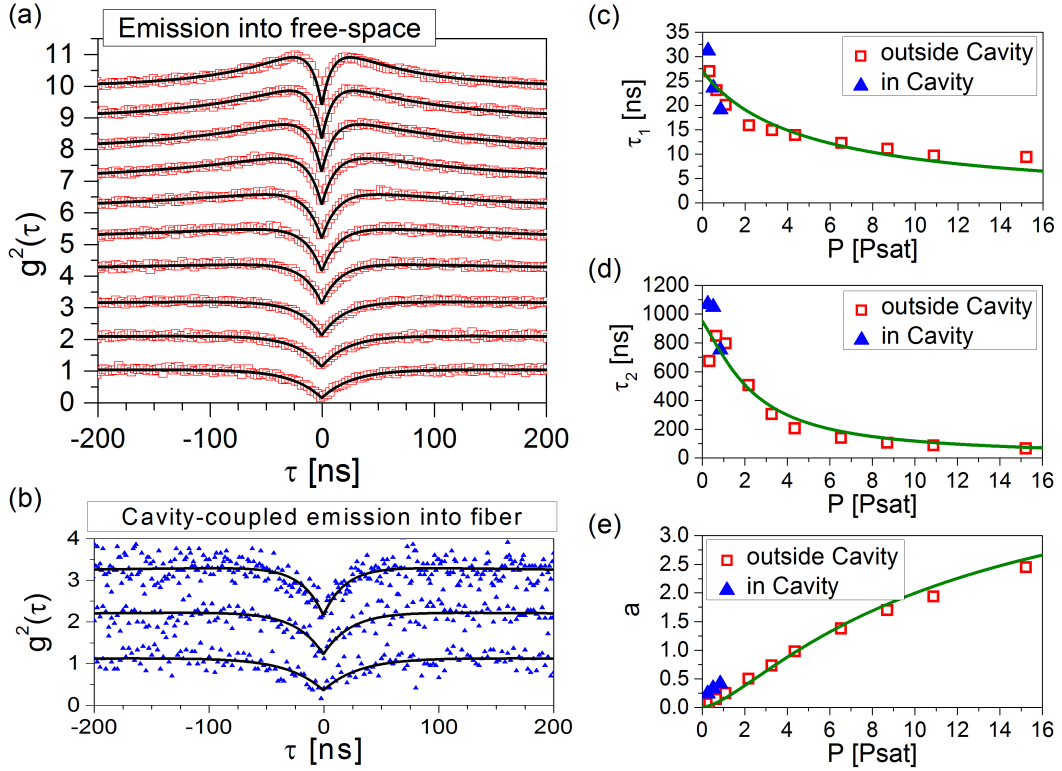 (a)
Emission into free-space
g²(τ)
11
10
9
8
7
6
5
4
3
2
1
0
-200 -100 0 100 200
τ [ns]
(b)
Cavity-coupled emission into fiber
g²(τ)
4
3
2
1
0
-200 -100 0 100 200
τ [ns]
(c)
outside Cavity
in Cavity
τ₁ [ns]
35
30
25
20
15
10
5
0
0 2 4 6 8 10 12 14 16
P [Psat]
(d)
outside Cavity
in Cavity
τ₂ [ns]
1200
1000
800
600
400
200
0
0 2 4 6 8 10 12 14 16
P [Psat]
(e)
outside Cavity
in Cavity
a
3.0
2.5
2.0
1.5
1.0
0.5
0.0
0 2 4 6 8 10 12 14 16
P [Psat]